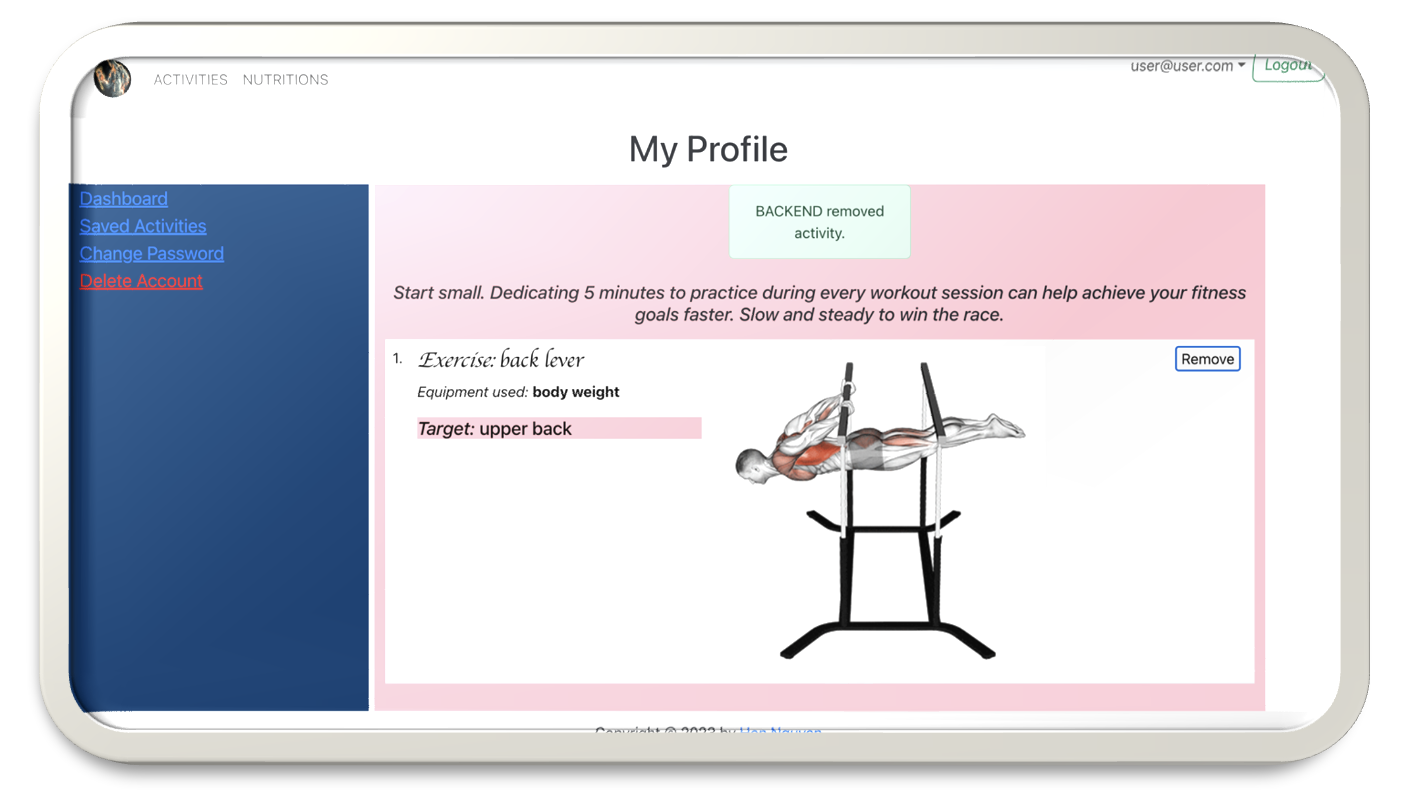 ACTIVITIES NUTRITIONS
user@user.com Logout
My Profile
Dashboard
Saved Activities
Change Password
Delete Account
BACKEND removed
activity.
Start small. Dedicating 5 minutes to practice during every workout session can help achieve your fitness
goals faster. Slow and steady to win the race.
1. Exercise: back lever
Remove
Equipment used: body weight
Target: upper back
Copyright © 2023 by Han Nguyen